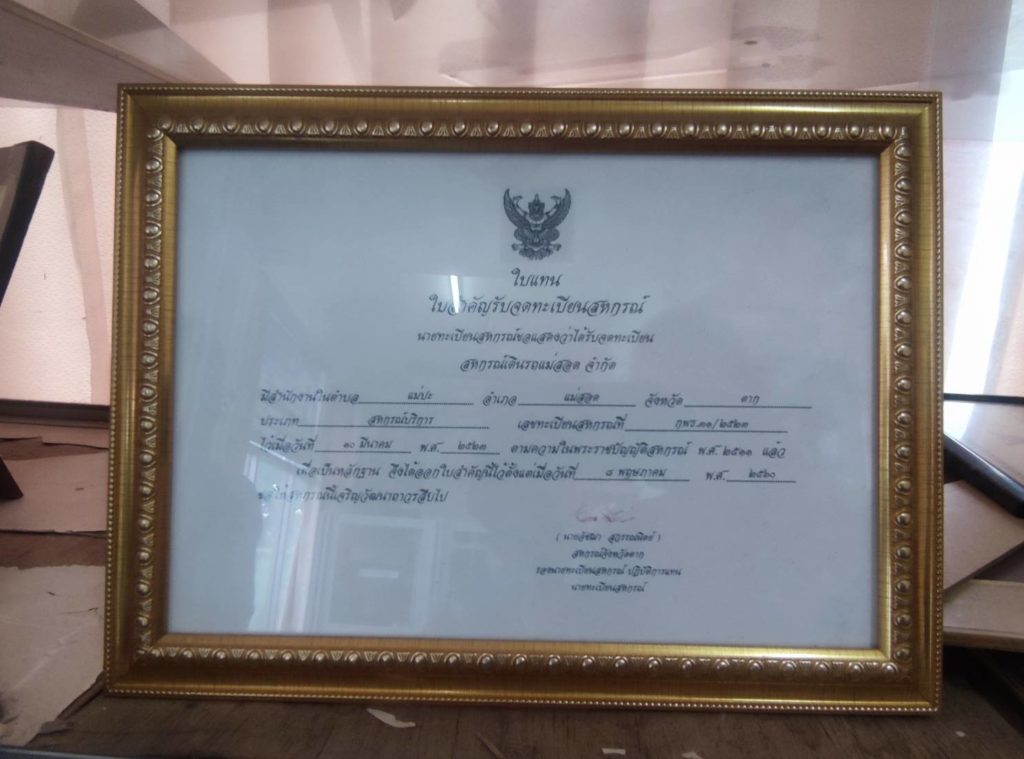 ใบแทน
ใบสำคัญรับจดทะเบียนสหกรณ์
นายทะเบียนสหกรณ์ขอแสดงว่าได้รับจดทะเบียน
สหกรณ์เดินรถแม่สอด จำกัด
มีสำนักงานในตำบล แม่ปะ อำเภอ แม่สอด จังหวัด ตาก
ประเภท สหกรณ์บริการ เลขทะเบียนสหกรณ์ที่ กพร.๓๑/๒๕๒๓
ไว้เมื่อวันที่ ๑๐ มีนาคม พ.ศ. ๒๕๒๓ ตามความในพระราชบัญญัติสหกรณ์ พ.ศ.๒๕๑๑ แล้ว
เพื่อเป็นหลักฐาน จึงได้ออกใบสำคัญนี้ไว้ตั้งแต่เมื่อวันที่ ๘ พฤษภาคม พ.ศ. ๒๕๒๐
ขอให้สหกรณ์นี้เจริญวัฒนาถาวรสืบไป
สหกรณ์จังหวัดตาก
รองนายทะเบียนสหกรณ์ ปฏิบัติการแทน
นายทะเบียนสหกรณ์